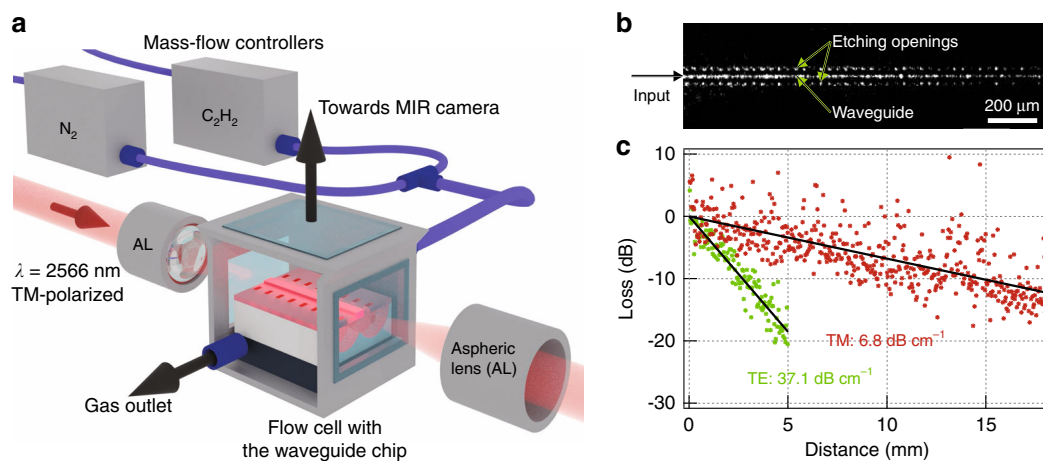 a
Mass-flow controllers
N2
C2H2
Towards MIR camera
AL
λ = 2566 nm
TM-polarized
Aspheric
lens (AL)
Gas outlet
Flow cell with
the waveguide chip
b
Etching openings
Input
Waveguide
200 μm
c
10
0
-10
-20
-30
Loss (dB)
TM: 6.8 dB cm⁻¹
TE: 37.1 dB cm⁻¹
0
5
10
15
Distance (mm)